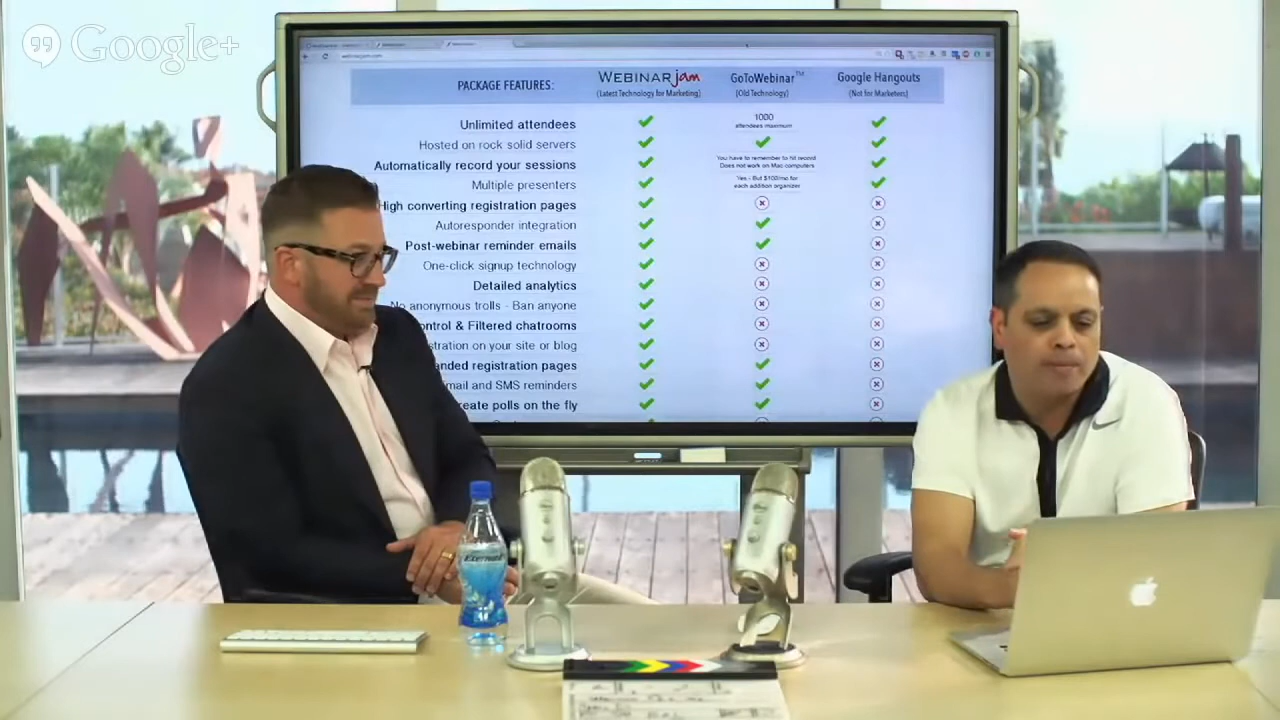 Google+
webinarjam.com
PACKAGE FEATURES:
WEBINARjam
(Latest Technology for Marketing)
GoToWebinar™
(Old Technology)
Google Hangouts
(Not for Marketers)
Unlimited attendees
1000
attendees maximum
Hosted on rock solid servers
Automatically record your sessions
You have to remember to hit record
Does not work on Mac computers
Multiple presenters
Yes - But $100/mo for
each addition organizer
High converting registration pages
Autoresponder integration
Post-webinar reminder emails
One-click signup technology
Detailed analytics
No anonymous trolls - Ban anyone
ontrol & Filtered chatrooms
stration on your site or blog
anded registration pages
mail and SMS reminders
reate polls on the fly
eternal